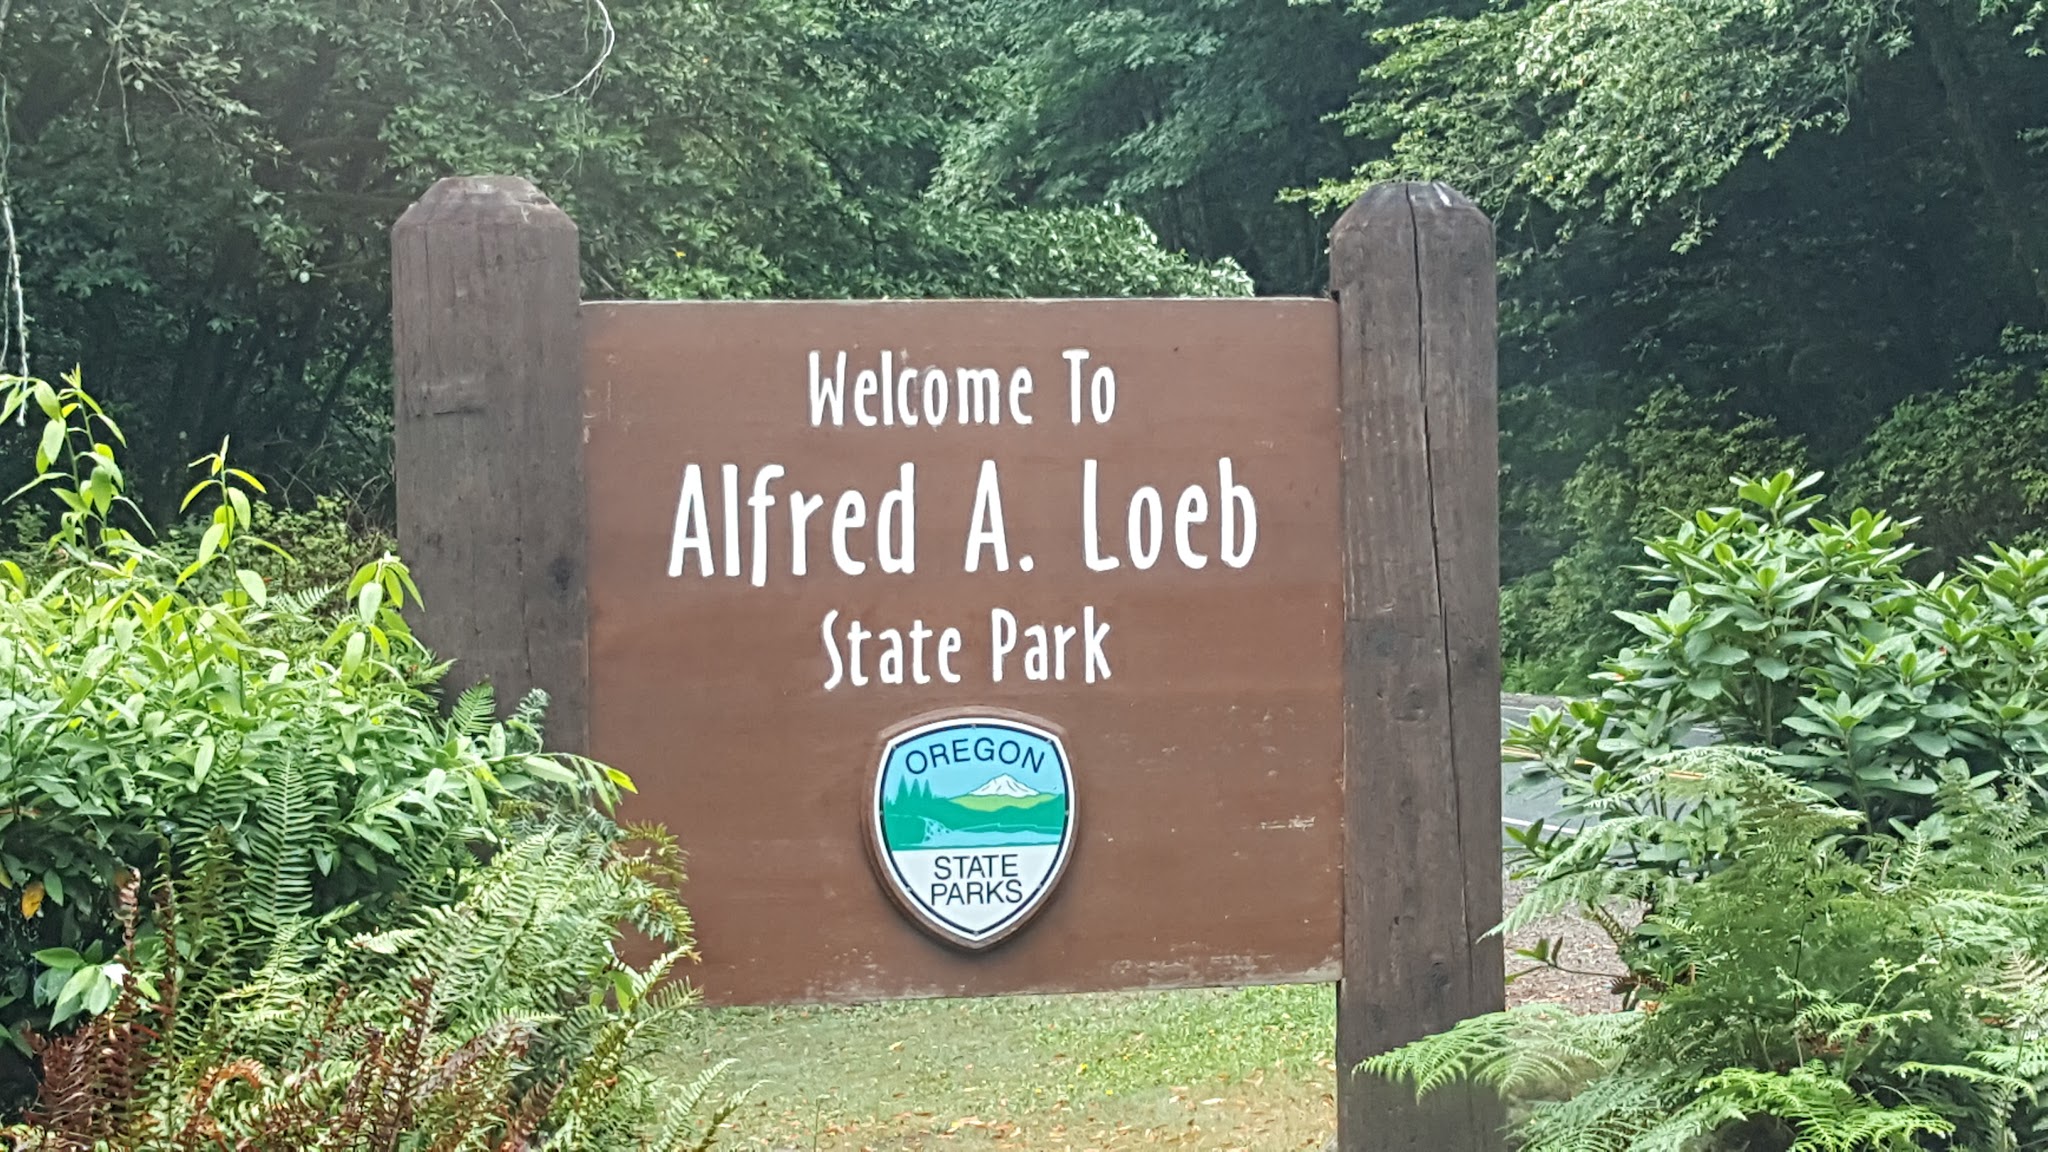 Welcome To
Alfred A. Loeb
State Park
OREGON
STATE
PARKS